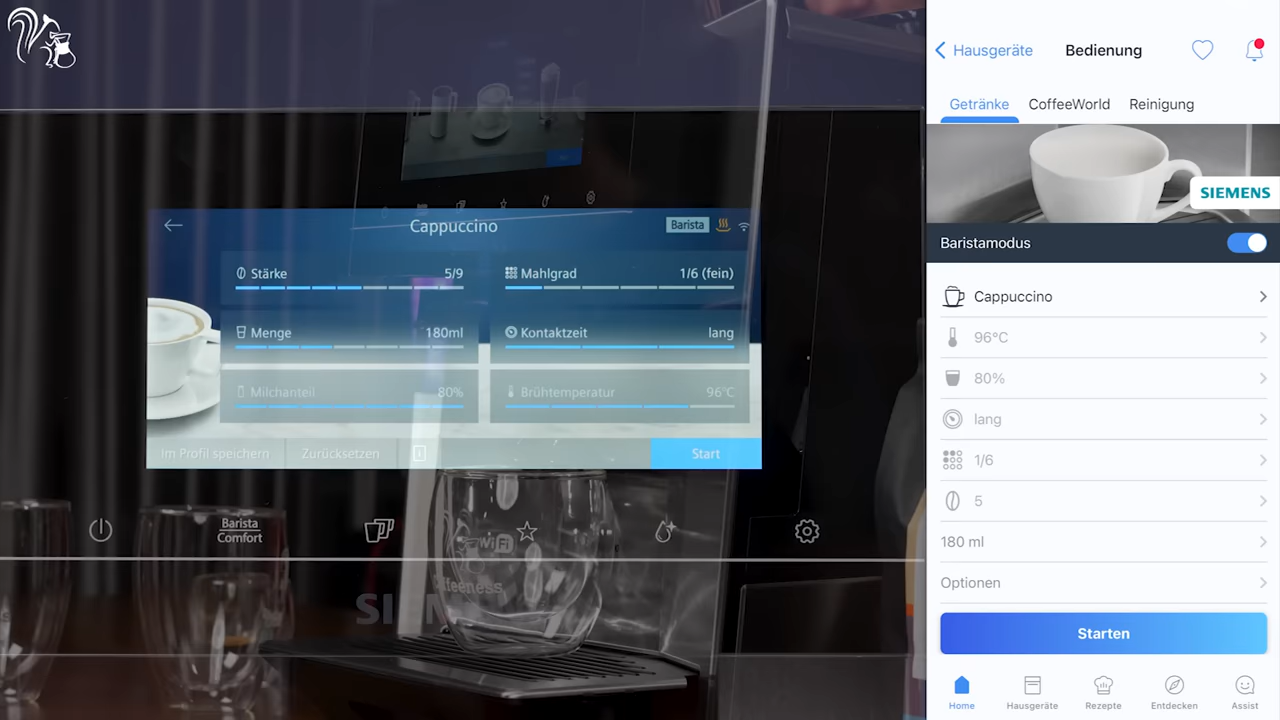 Cappuccino
Barista
Stärke 5/9
Mahlgrad 1/6 (fein)
Menge 180ml
Kontaktzeit lang
Milchanteil 80%
Brühtemperatur 96°C
Im Profil speichern
Zurücksetzen
Start
Barista
Comfort
WiFi
SIEM
Hausgeräte
Bedienung
Getränke
CoffeeWorld
Reinigung
SIEMENS
Baristamodus
Cappuccino
96°C
80%
lang
1/6
5
180 ml
Optionen
Starten
Home
Hausgeräte
Rezepte
Entdecken
Assist